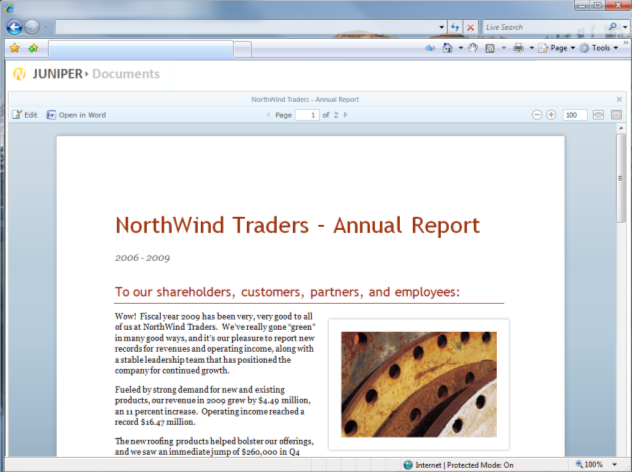 Live Search
Page
Tools
JUNIPER Documents
NorthWind Traders - Annual Report
Edit
Open in Word
Page 1 of 2
100
NorthWind Traders – Annual Report
2006 - 2009
To our shareholders, customers, partners, and employees:
Wow!  Fiscal year 2009 has been very, very good to all
of us at NorthWind Traders.  We've really gone "green"
in many good ways, and it's our pleasure to report new
records for revenues and operating income, along with
a stable leadership team that has positioned the
company for continued growth.
Fueled by strong demand for new and existing
products, our revenue in 2009 grew by $4.49 million,
an 11 percent increase.  Operating income reached a
record $16.47 million.
The new roofing products helped bolster our offerings,
and we saw an immediate jump of $260,000 in Q4
Internet | Protected Mode: On
100%